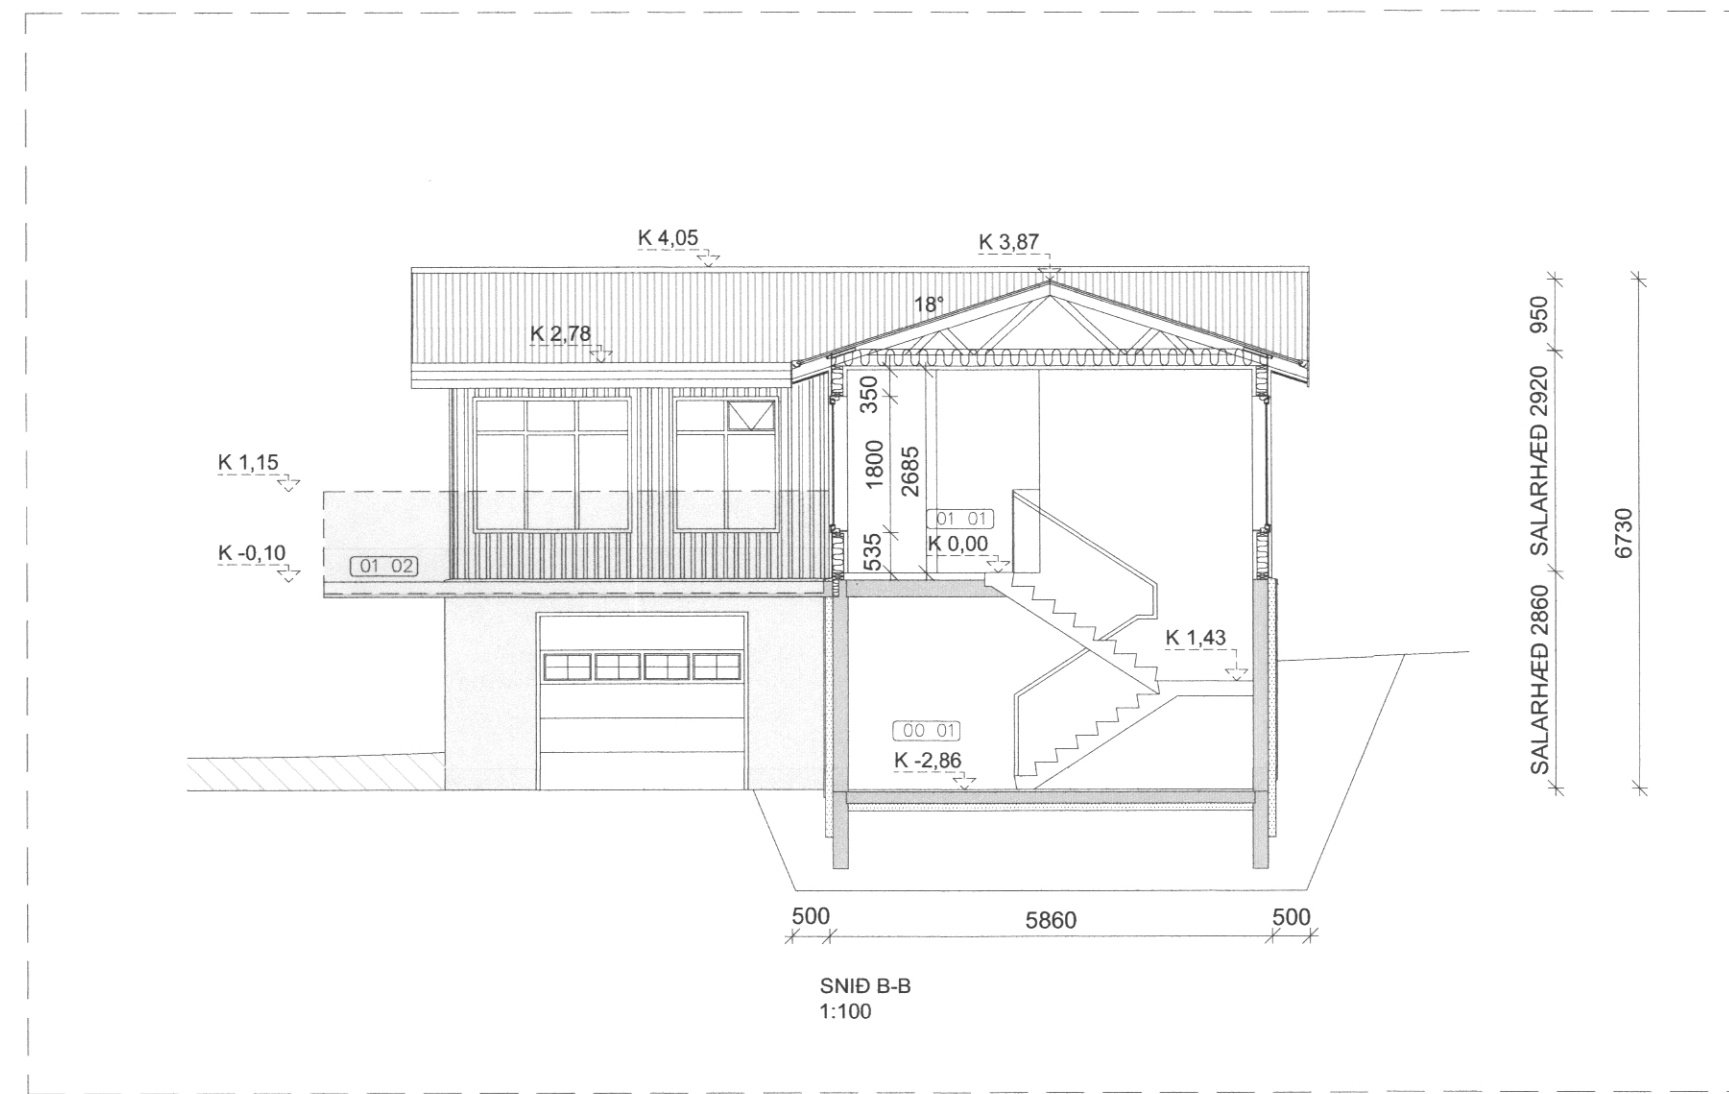 K 4,05
K 3,87
18°
K 2,78
950
350
SALARHÆÐ 2920
K 1,15
1800
2685
01 01
6730
K -0,10
01 02
535
K 0,00
SALARHÆÐ 2860
K 1,43
00 01
K -2,86
500
5860
500
SNIÐ B-B
1:100